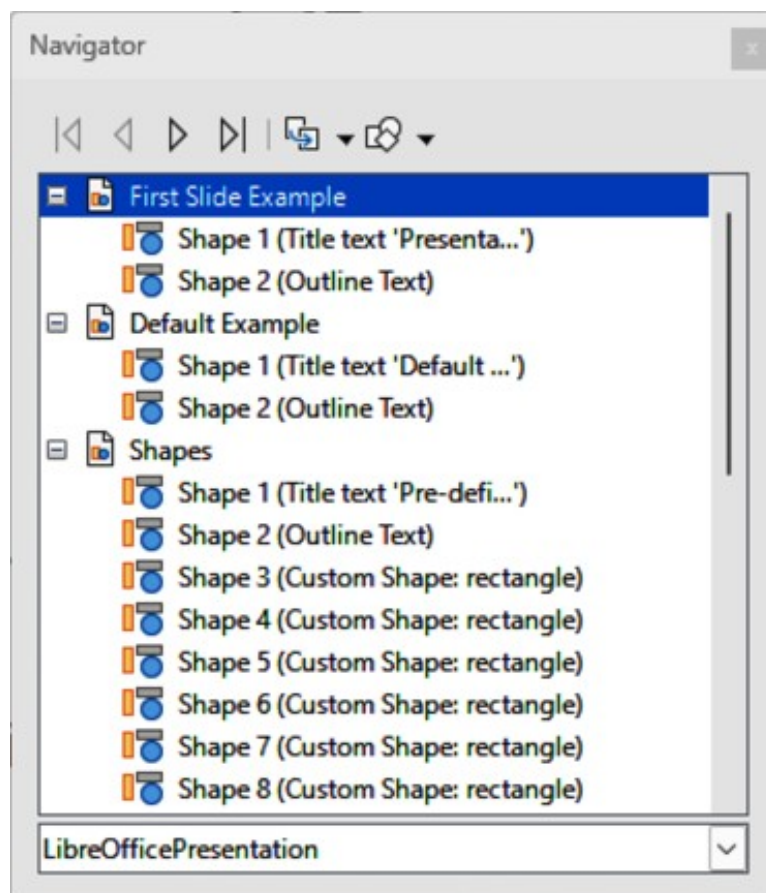 Navigator
x
First Slide Example
Shape 1 (Title text 'Presenta...')
Shape 2 (Outline Text)
Default Example
Shape 1 (Title text 'Default ...')
Shape 2 (Outline Text)
Shapes
Shape 1 (Title text 'Pre-defi...')
Shape 2 (Outline Text)
Shape 3 (Custom Shape: rectangle)
Shape 4 (Custom Shape: rectangle)
Shape 5 (Custom Shape: rectangle)
Shape 6 (Custom Shape: rectangle)
Shape 7 (Custom Shape: rectangle)
Shape 8 (Custom Shape: rectangle)
LibreOfficePresentation